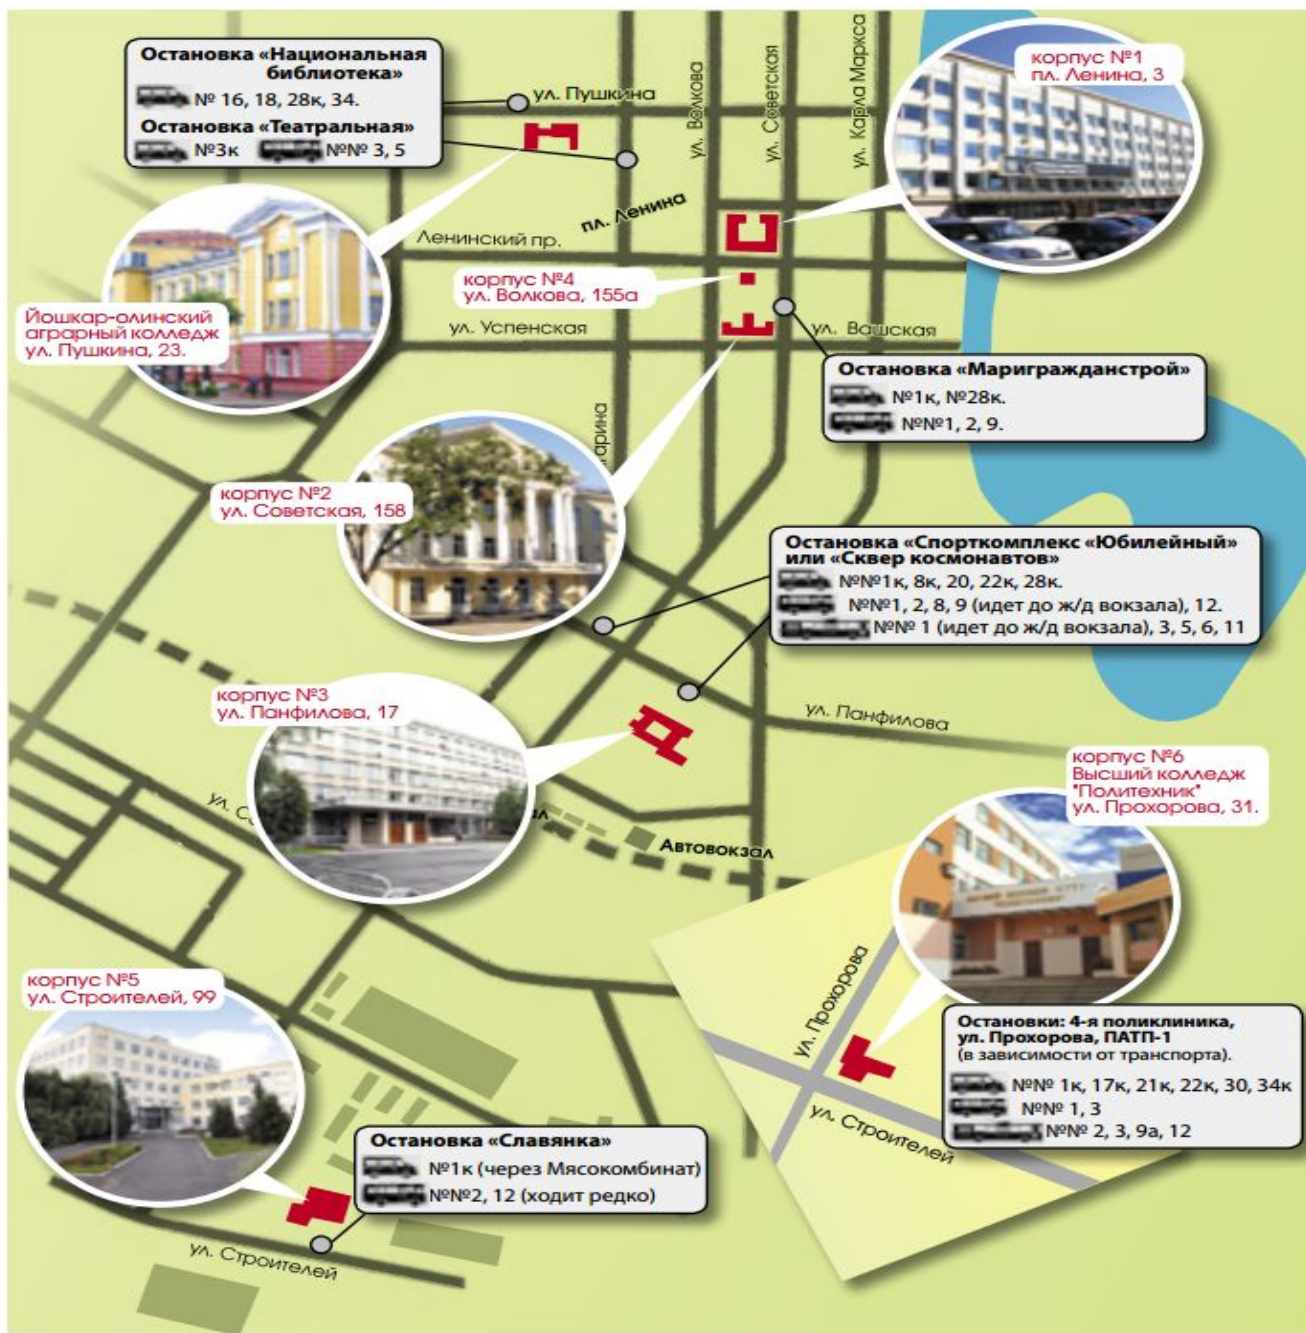 Остановка «Национальная
библиотека»
№ 16, 18, 28к, 34.
Остановка «Театральная»
№3к №№ 3, 5
ул. Пушкина
ул. Волкова
ул. Советская
ул. Карла Маркса
корпус №1
пл. Ленина, 3
пл. Ленина
Ленинский пр.
корпус №4
ул. Волкова, 155а
Йошкар-олинский
аграрный колледж
ул. Пушкина, 23.
ул. Успенская
ул. Вашская
Остановка «Маригражданстрой»
№1к, №28к.
№№1, 2, 9.
арина
корпус №2
ул. Советская, 158
Остановка «Спорткомплекс «Юбилейный»
или «Сквер космонавтов»
№№1к, 8к, 20, 22к, 28к.
№№1, 2, 8, 9 (идет до ж/д вокзала), 12.
№№ 1 (идет до ж/д вокзала), 3, 5, 6, 11
корпус №3
ул. Панфилова, 17
ул. Панфилова
корпус №6
Высший колледж
"Политехник"
ул. Прохорова, 31.
ул. С
Автовокзал
корпус №5
ул. Строителей, 99
ул. Прохорова
Остановки: 4-я поликлиника,
ул. Прохорова, ПАТП-1
(в зависимости от транспорта).
№№ 1к, 17к, 21к, 22к, 30, 34к
№№ 1, 3
№№ 2, 3, 9а, 12
ул. Строителей
Остановка «Славянка»
№1к (через Мясокомбинат)
№№2, 12 (ходит редко)
ул. Строителей